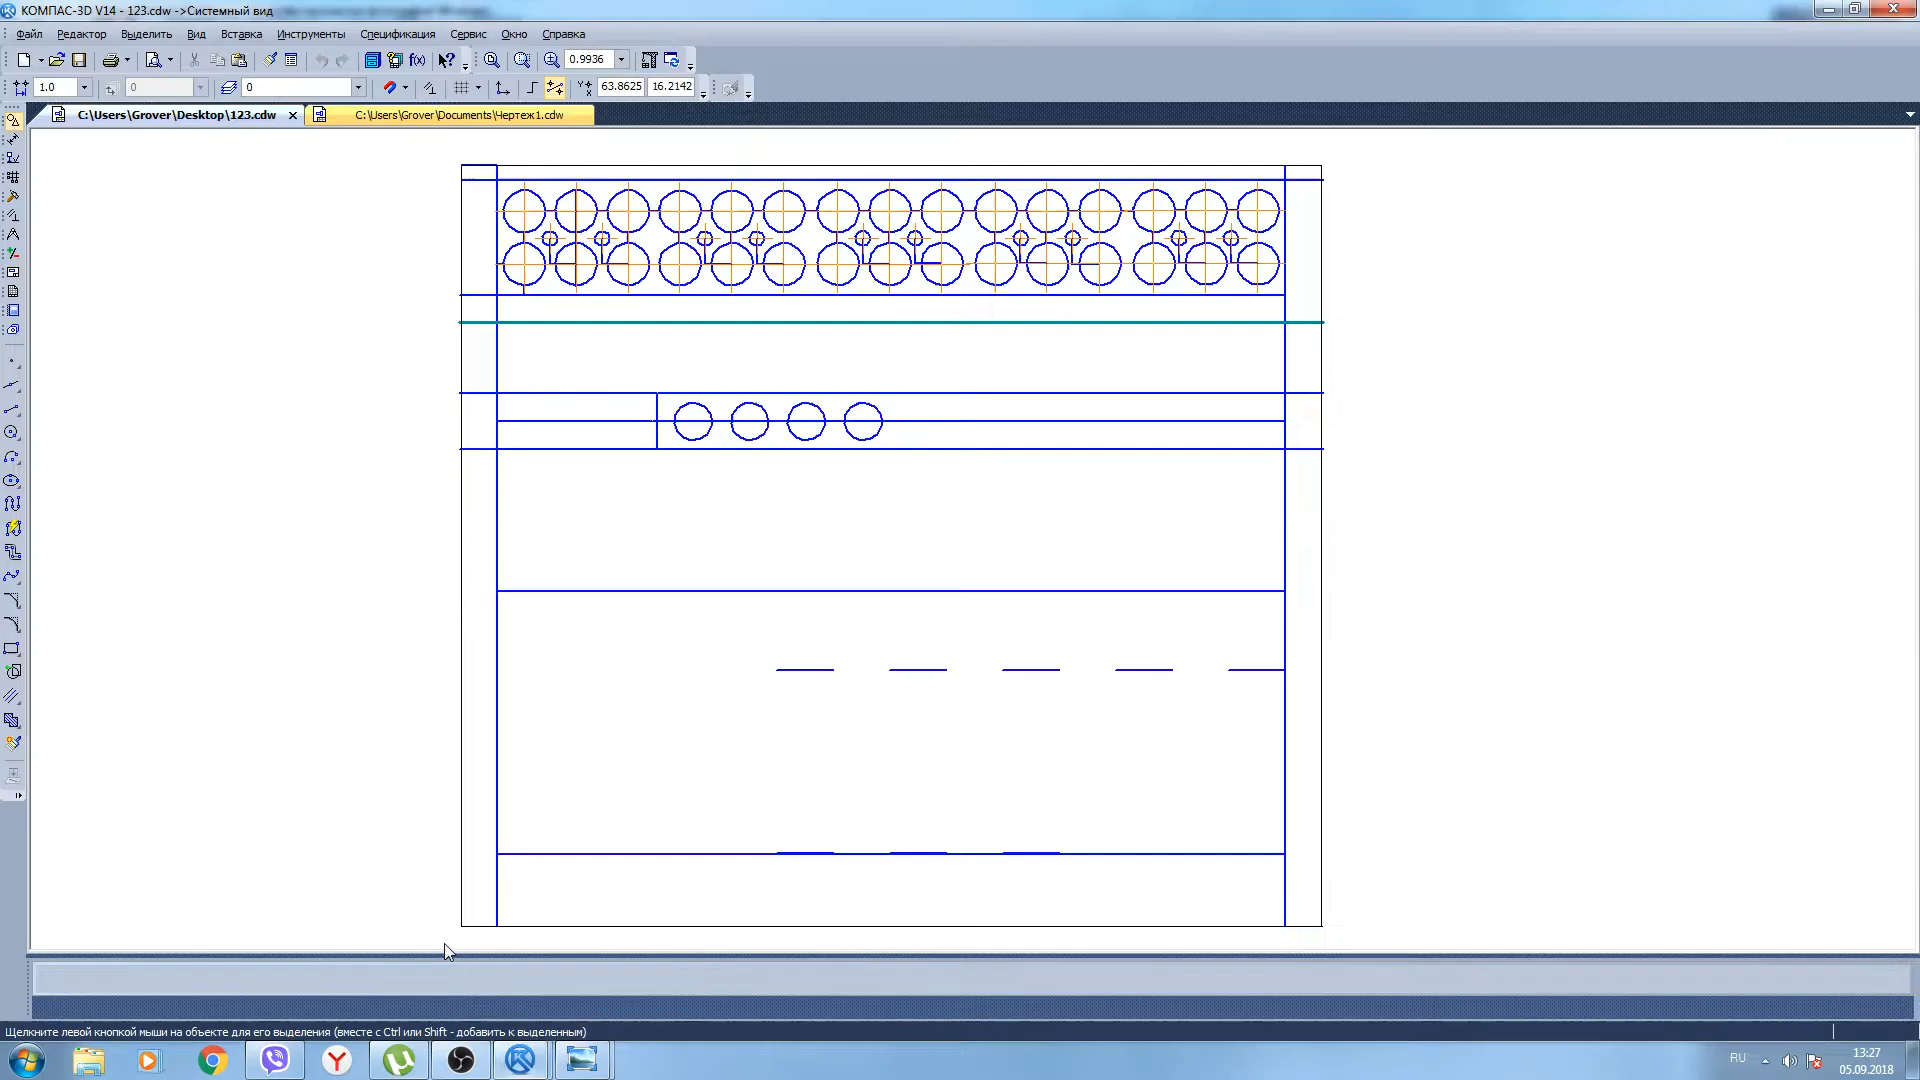 КОМПАС-3D V14 - 123.cdw ->Системный вид
Файл Редактор Выделить Вид Вставка Инструменты Спецификация Сервис Окно Справка
f(x) 0.9936
1.0 0 0 63.8625 16.2142
C:\Users\Grover\Desktop\123.cdw C:\Users\Grover\Documents\Чертеж1.cdw
Щелкните левой кнопкой мыши на объекте для его выделения (вместе с Ctrl или Shift - добавить к выделенным)
RU 13:27
05.09.2018